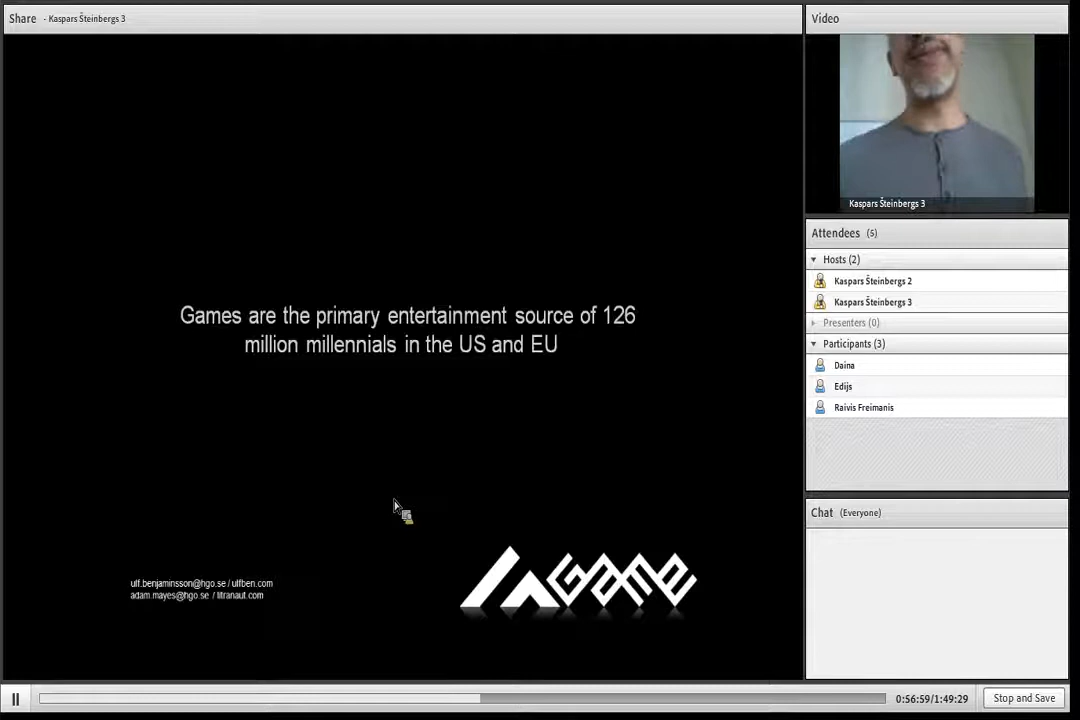 Share - Kaspars Šteinbergs 3
Video
Kaspars Šteinbergs 3
Attendees (5)
Hosts (2)
Kaspars Šteinbergs 2
Kaspars Šteinbergs 3
Presenters (0)
Participants (3)
Daina
Edijs
Raivis Freimanis
Chat (Everyone)
Games are the primary entertainment source of 126
million millennials in the US and EU
ulf.benjaminsson@hgo.se / ulfben.com
adam.mayes@hgo.se / litranaut.com
GAME
0:56:59/1:49:29
Stop and Save